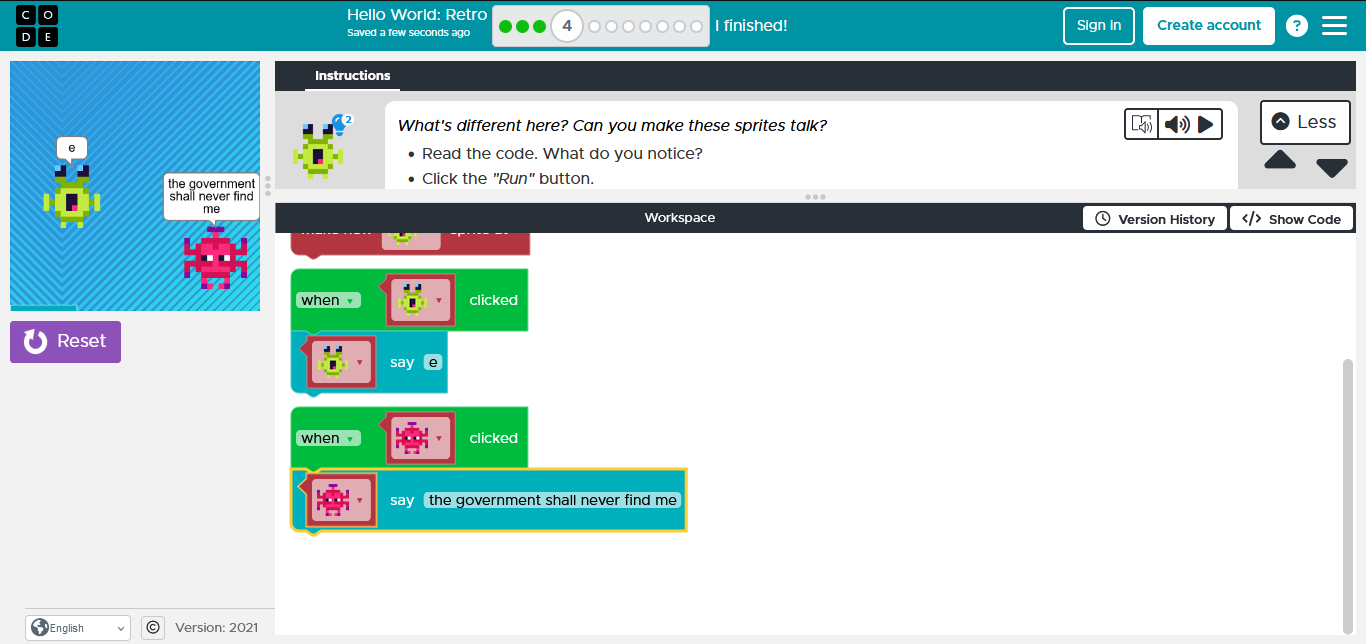 C O
D E
Hello World: Retro
Saved a few seconds ago
4
I finished!
Sign in
Create account
?
e
the government
shall never find
me
Reset
Instructions
2
What's different here? Can you make these sprites talk?
• Read the code. What do you notice?
• Click the "Run" button.
Less
Workspace
Version History
</> Show Code
when
clicked
say e
when
clicked
say the government shall never find me
English
©
Version: 2021